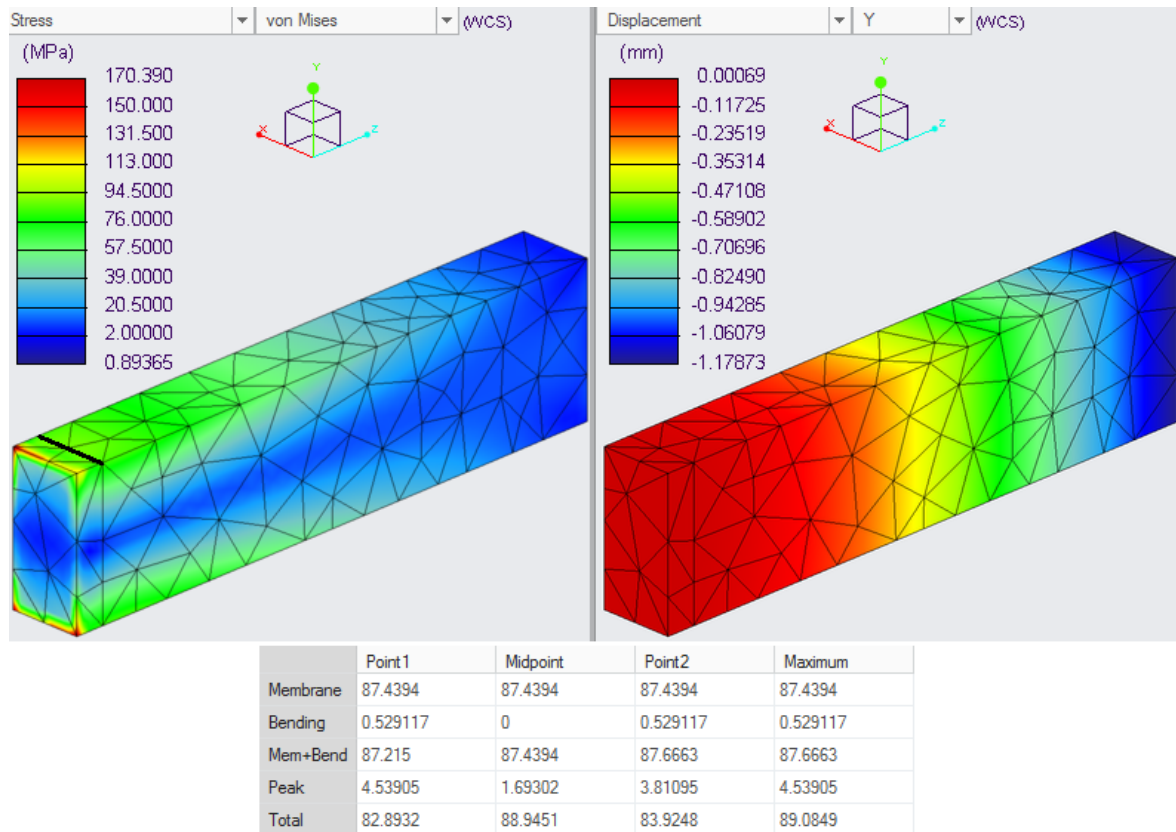 Stress von Mises (WCS)
(MPa)
170.390
150.000
131.500
113.000
94.5000
76.0000
57.5000
39.0000
20.5000
2.00000
0.89365
Y
X Z
Displacement Y (WCS)
(mm)
0.00069
-0.11725
-0.23519
-0.35314
-0.47108
-0.58902
-0.70696
-0.82490
-0.94285
-1.06079
-1.17873
Y
X Z
Point1 Midpoint Point2 Maximum
Membrane 87.4394 87.4394 87.4394 87.4394
Bending 0.529117 0 0.529117 0.529117
Mem+Bend 87.215 87.4394 87.6663 87.6663
Peak 4.53905 1.69302 3.81095 4.53905
Total 82.8932 88.9451 83.9248 89.0849